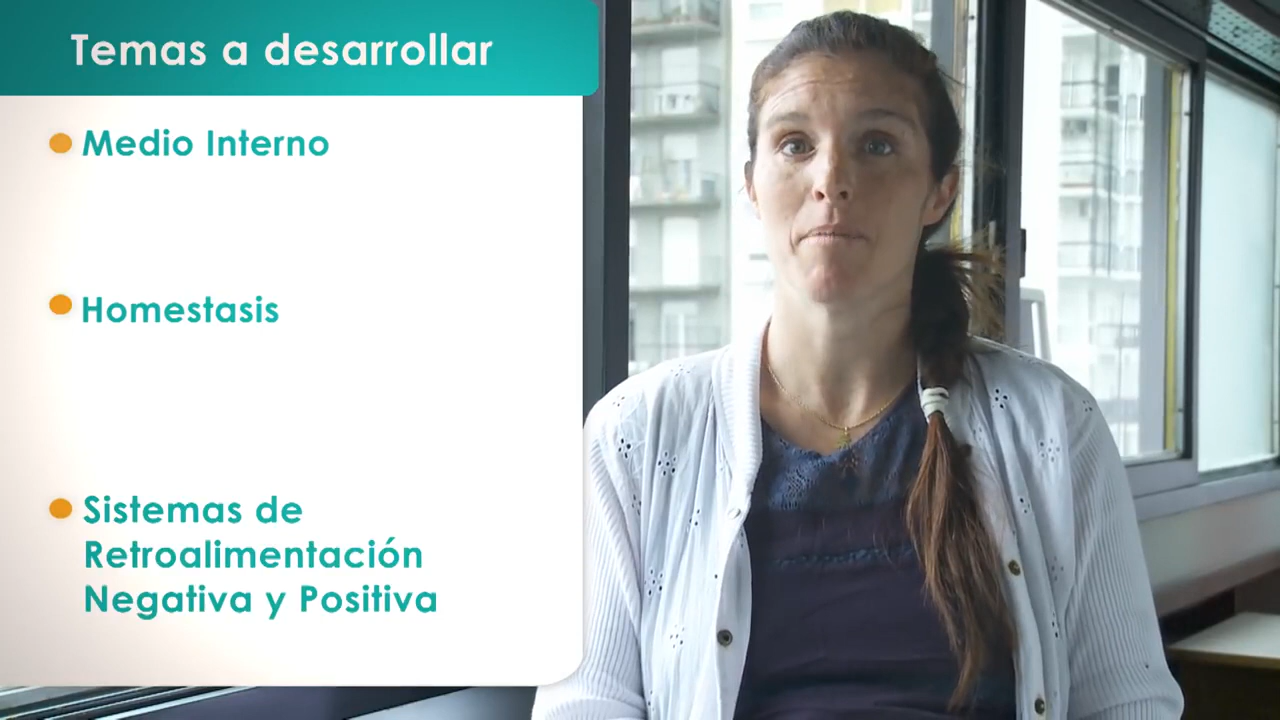 Temas a desarrollar
Medio Interno
Homestasis
Sistemas de
Retroalimentación
Negativa y Positiva